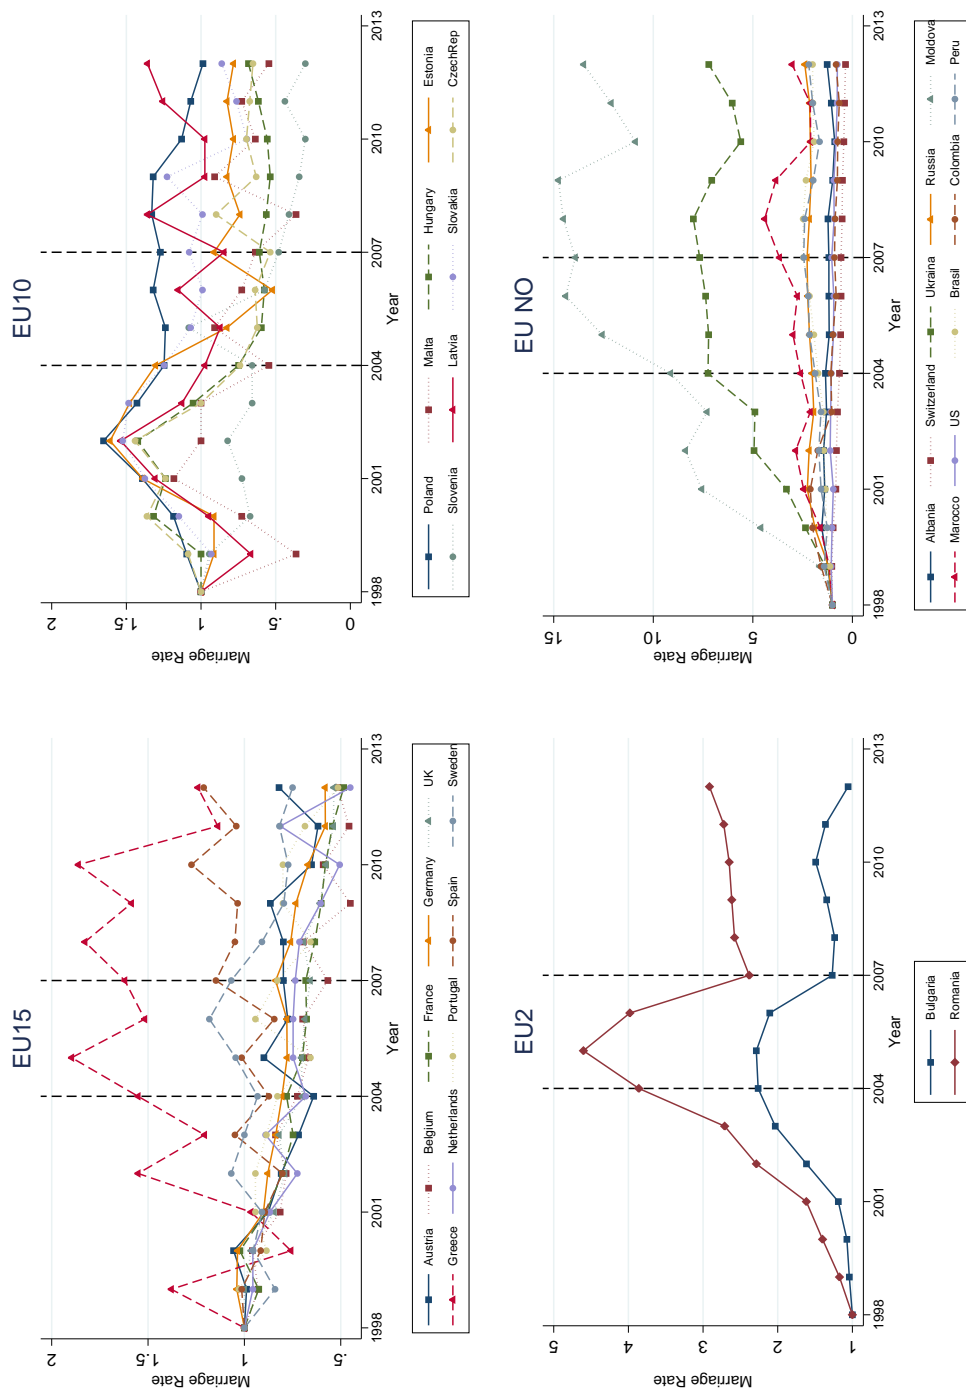 EU15
Marriage Rate
2
1.5
1
.5
1998 2001 2004 2007 2010 2013
Year
Austria Belgium France Germany UK
Greece Netherlands Portugal Spain Sweden
EU10
Marriage Rate
2
1.5
1
.5
0
1998 2001 2004 2007 2010 2013
Year
Poland Malta Hungary Estonia
Slovenia Latvia Slovakia CzechRep
EU2
Marriage Rate
5
4
3
2
1
1998 2001 2004 2007 2010 2013
Year
Bulgaria
Romania
EU NO
Marriage Rate
15
10
5
0
1998 2001 2004 2007 2010 2013
Year
Albania Switzerland Ukraina Russia Moldova
Marocco US Brasil Colombia Peru